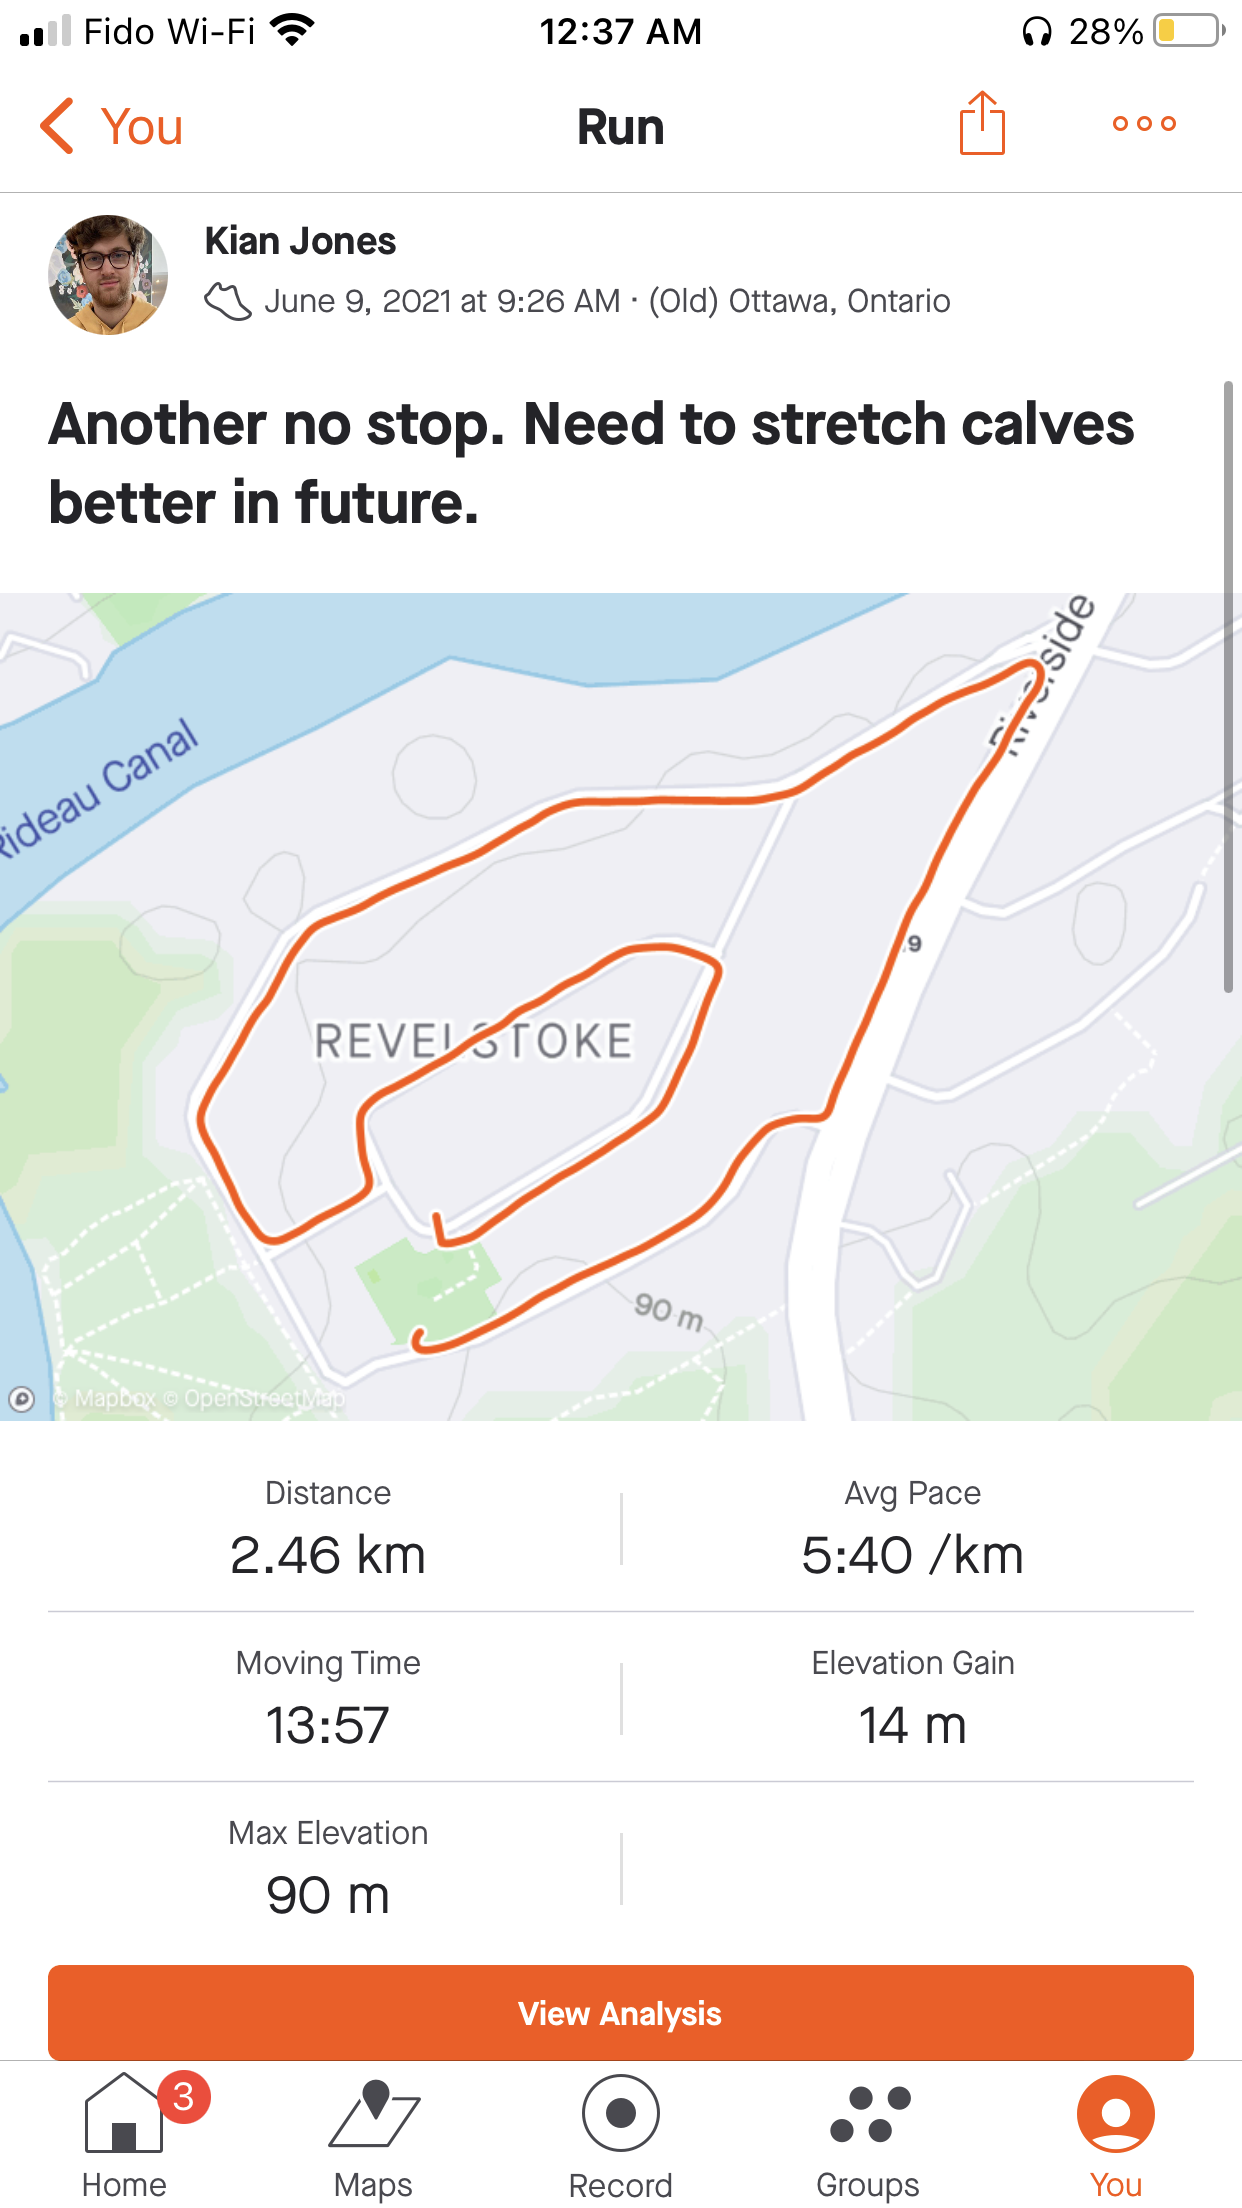 Fido Wi-Fi 12:37 AM 28%
You Run
Kian Jones
June 9, 2021 at 9:26 AM · (Old) Ottawa, Ontario
Another no stop. Need to stretch calves
better in future.
Riverside
Rideau Canal
19
REVELSTOKE
90 m
© Mapbox © OpenStreetMap
Distance Avg Pace
2.46 km 5:40 /km
Moving Time Elevation Gain
13:57 14 m
Max Elevation
90 m
View Analysis
3
Home Maps Record Groups You